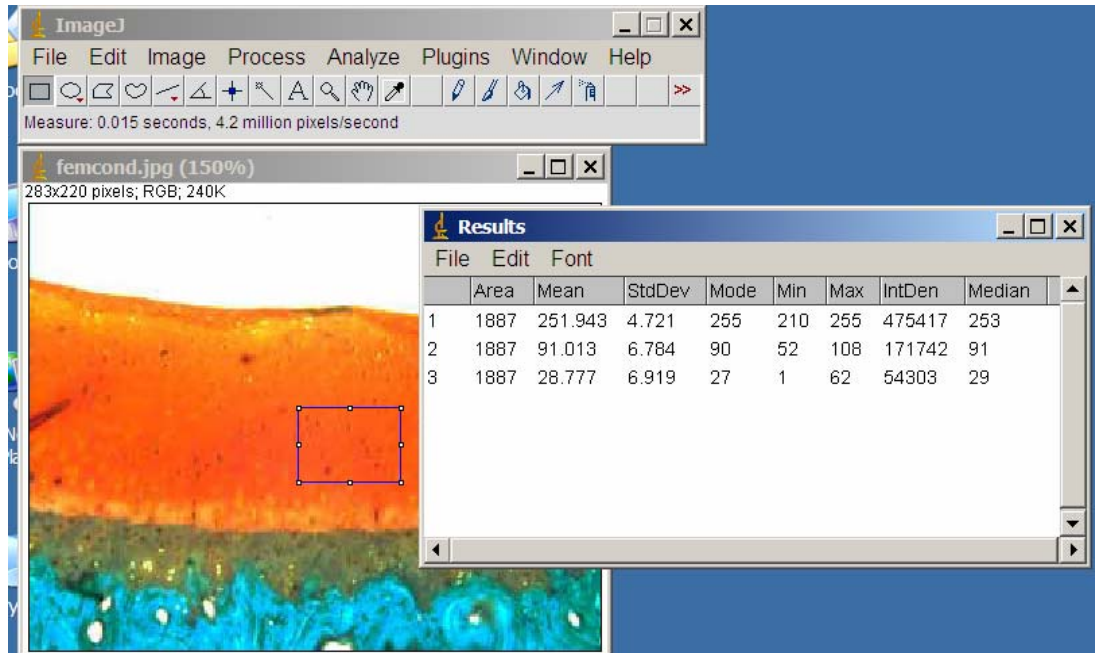 ImageJ
File Edit Image Process Analyze Plugins Window Help
A >>
Measure: 0.015 seconds, 4.2 million pixels/second
femcond.jpg (150%)
283x220 pixels; RGB; 240K
Results
File Edit Font
Area Mean StdDev Mode Min Max IntDen Median
1 1887 251.943 4.721 255 210 255 475417 253
2 1887 91.013 6.784 90 52 108 171742 91
3 1887 28.777 6.919 27 1 62 54303 29